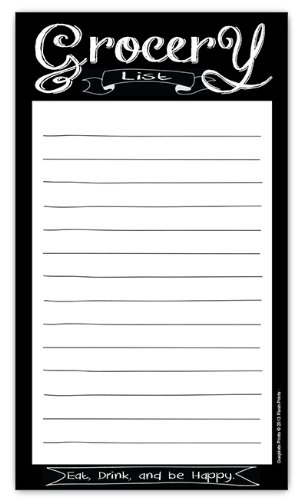 Grocery
List
Eat, Drink, and be Happy.